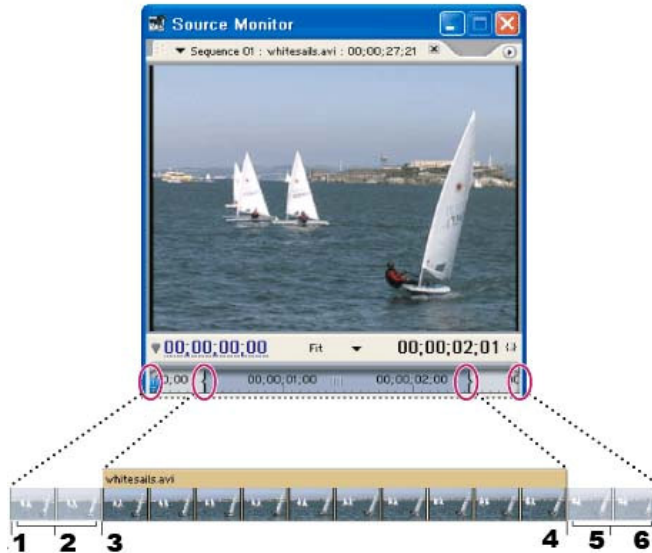 Source Monitor
Sequence 01 : whitesails.avi : 00;00;27;21
00;00;00;00 Fit 00;00;02;01
00;00;01;00 00;00;02;00
whitesails.avi
1 2 3 4 5 6